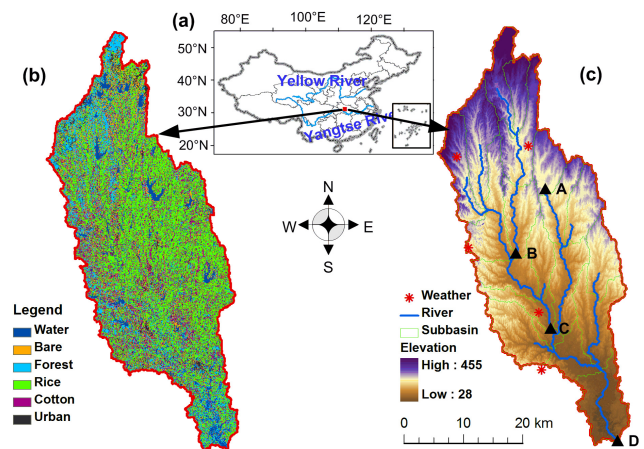 (a)
80°E 100°E 120°E
50°N
40°N
30°N
20°N
Yellow River
Yangtse Rive
(b)
(c)
N
W E
S
A
B
C
D
Legend
Water
Bare
Forest
Rice
Cotton
Urban
Weather
River
Subbasin
Elevation
High : 455
Low : 28
0 10 20 km